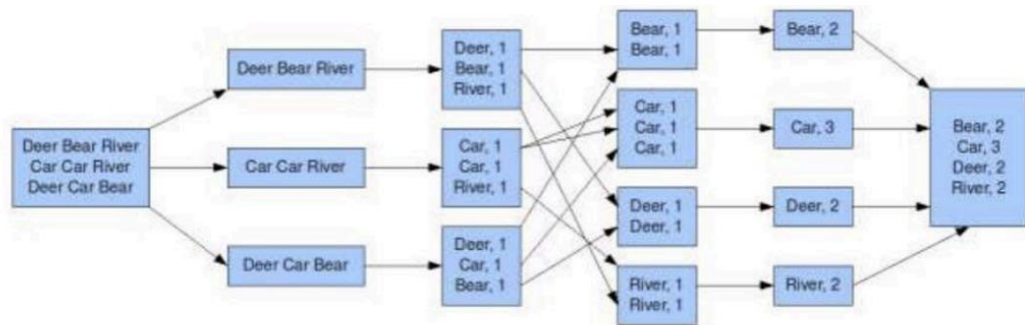 Deer Bear River
Car Car River
Deer Car Bear
Deer Bear River
Car Car River
Deer Car Bear
Deer, 1
Bear, 1
River, 1
Car, 1
Car, 1
River, 1
Deer, 1
Car, 1
Bear, 1
Bear, 1
Bear, 1
Car, 1
Car, 1
Car, 1
Deer, 1
Deer, 1
River, 1
River, 1
Bear, 2
Car, 3
Deer, 2
River, 2
Bear, 2
Car, 3
Deer, 2
River, 2